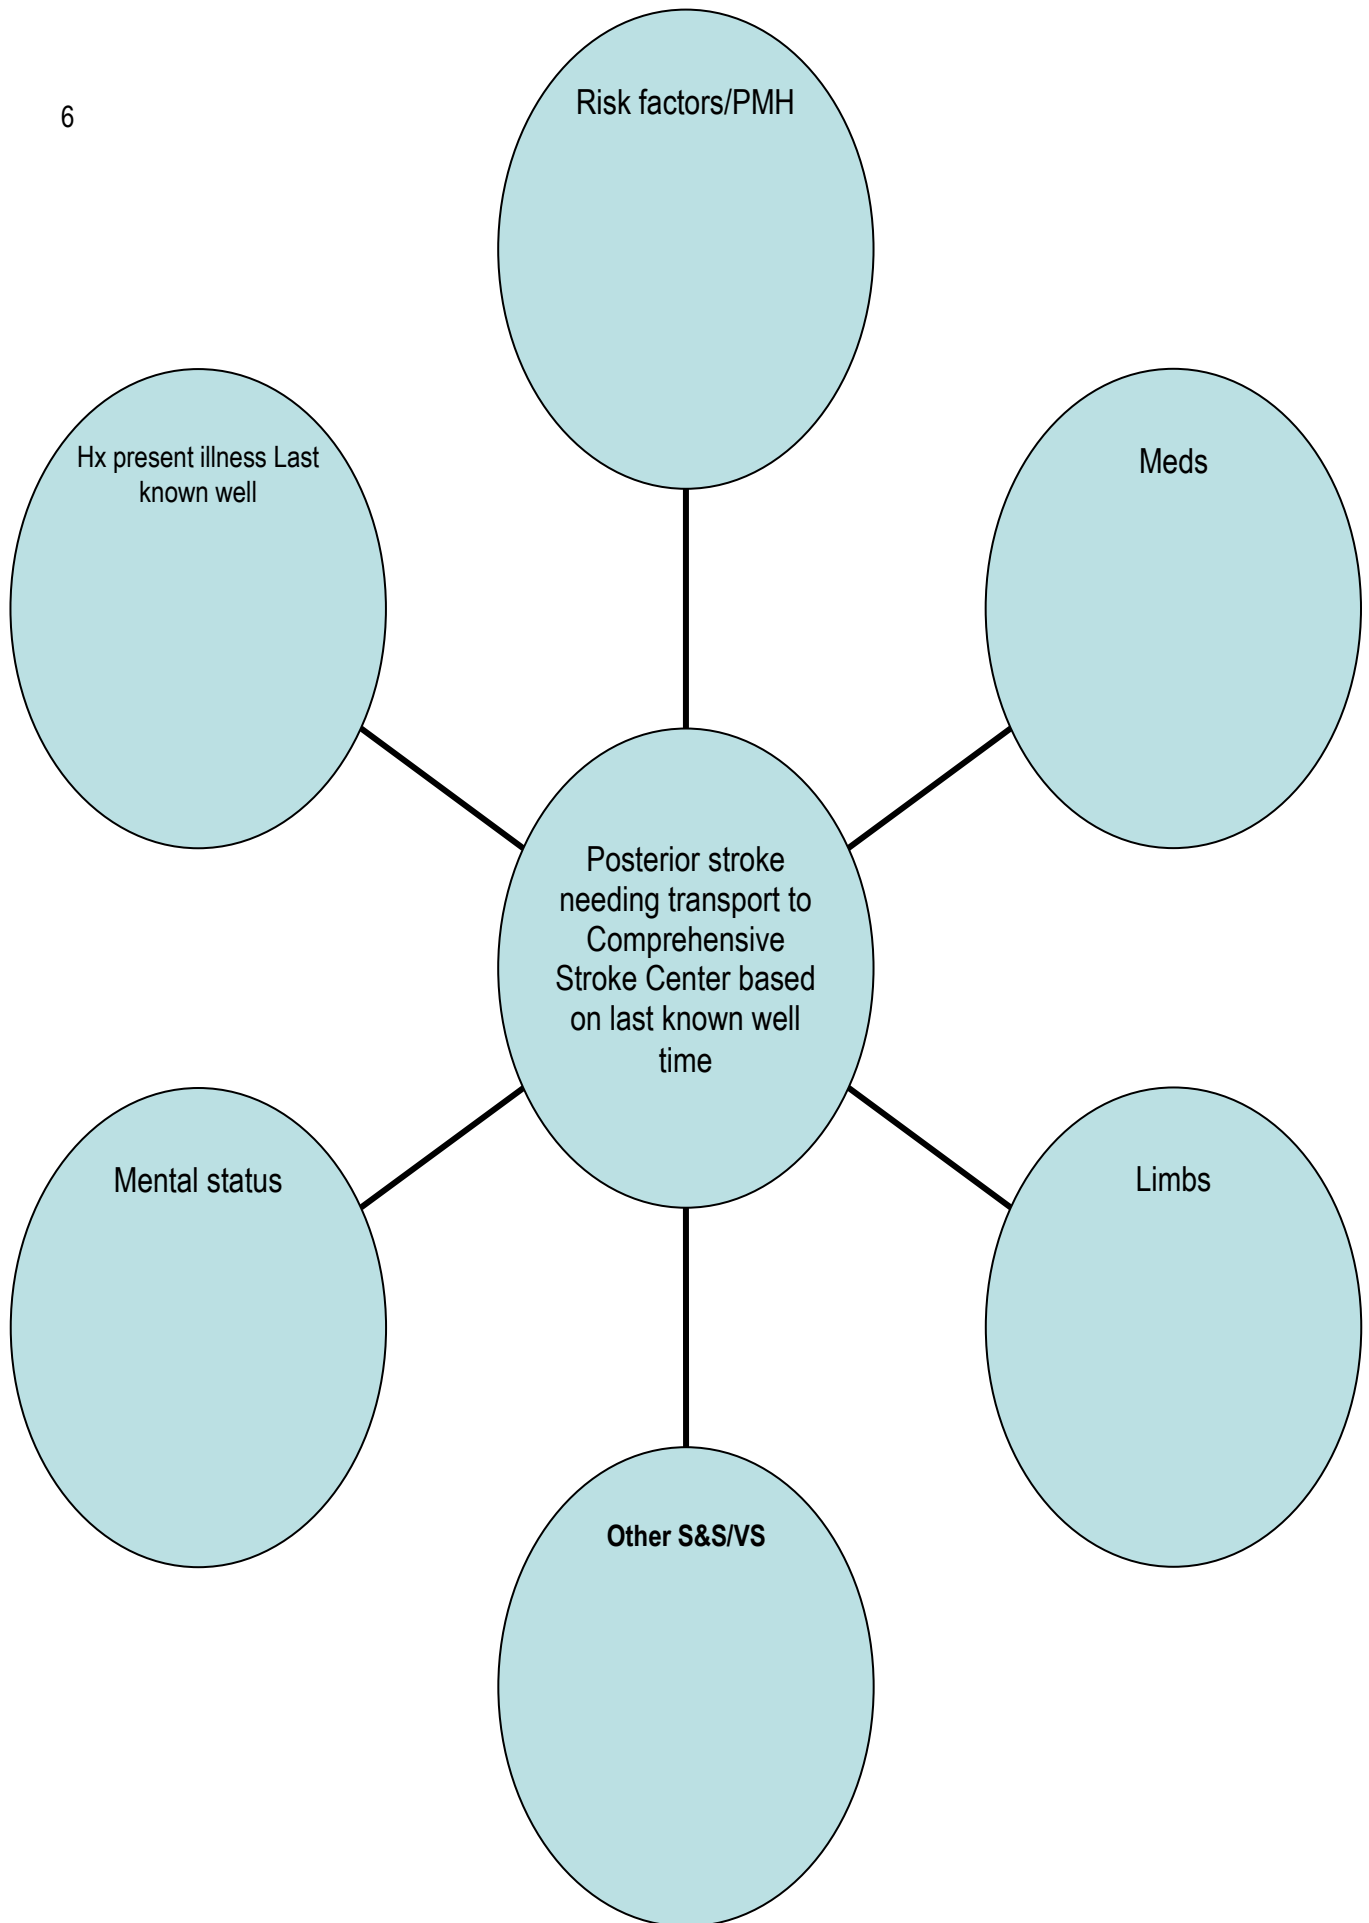 6
Risk factors/PMH
Hx present illness Last
known well
Meds
Posterior stroke
needing transport to
Comprehensive
Stroke Center based
on last known well
time
Mental status
Limbs
Other S&S/VS